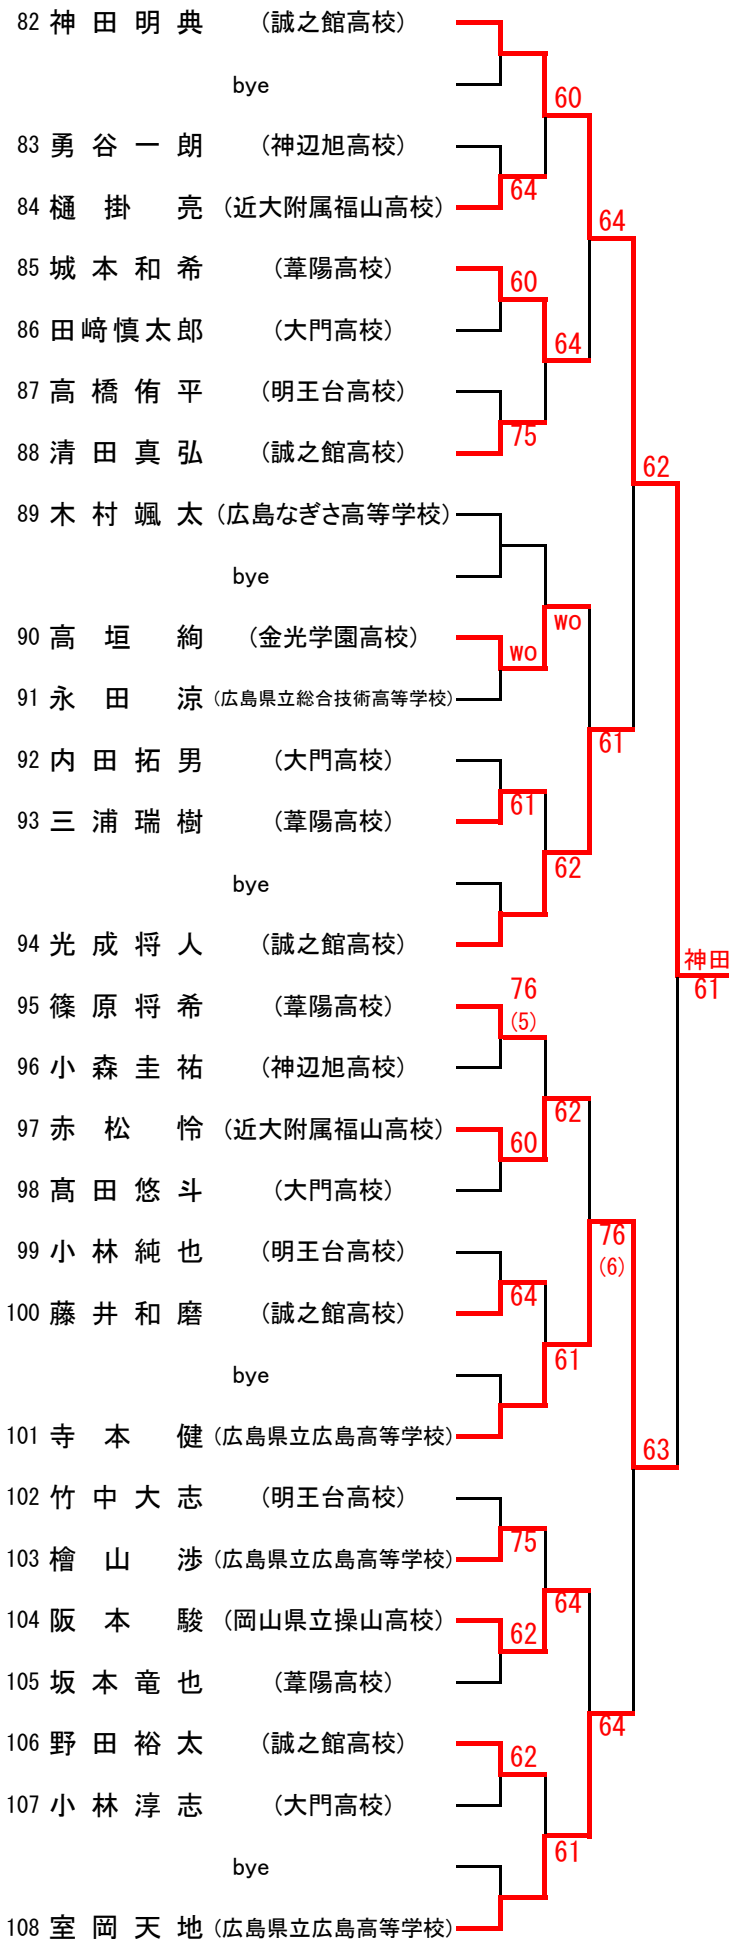 82 神田明典 (誠之館高校)
bye
60
83 勇谷一朗 (神辺旭高校)
64
84 樋掛亮 (近大附属福山高校)
64
85 城本和希 (葦陽高校)
60
86 田﨑慎太郎 (大門高校)
64
87 高橋侑平 (明王台高校)
75
88 清田真弘 (誠之館高校)
62
89 木村颯太 (広島なぎさ高等学校)
bye
wo
90 高垣絢 (金光学園高校)
wo
91 永田涼 (広島県立総合技術高等学校)
61
92 内田拓男 (大門高校)
61
93 三浦瑞樹 (葦陽高校)
62
bye
94 光成将人 (誠之館高校)
神田
61
95 篠原将希 (葦陽高校)
76
(5)
96 小森圭祐 (神辺旭高校)
62
97 赤松怜 (近大附属福山高校)
60
98 髙田悠斗 (大門高校)
76
(6)
99 小林純也 (明王台高校)
64
100 藤井和磨 (誠之館高校)
61
bye
101 寺本健 (広島県立広島高等学校)
63
102 竹中大志 (明王台高校)
75
103 檜山渉 (広島県立広島高等学校)
64
104 阪本駿 (岡山県立操山高校)
62
105 坂本竜也 (葦陽高校)
64
106 野田裕太 (誠之館高校)
62
107 小林淳志 (大門高校)
61
bye
108 室岡天地 (広島県立広島高等学校)